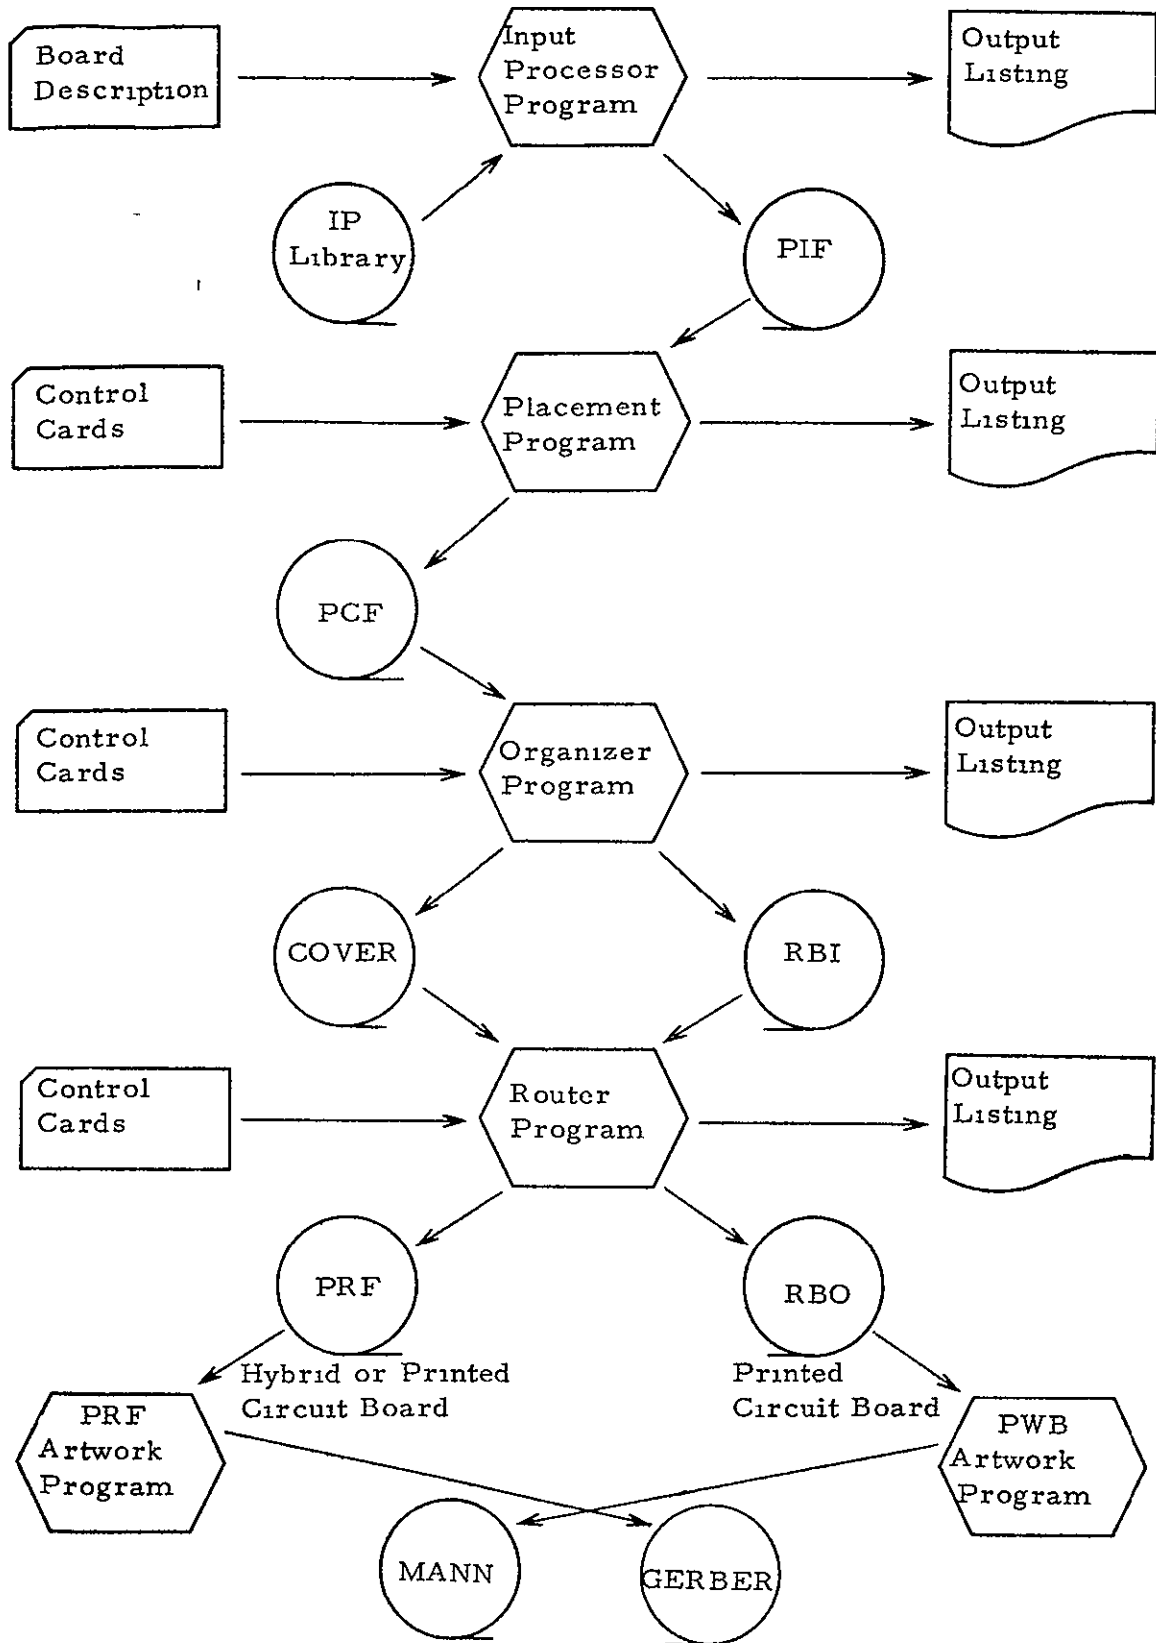 Board
Description
Input
Processor
Program
Output
Listing
IP
Library
PIF
Control
Cards
Placement
Program
Output
Listing
PCF
Control
Cards
Organizer
Program
Output
Listing
COVER
RBI
Control
Cards
Router
Program
Output
Listing
PRF
RBO
Hybrid or Printed
Circuit Board
Printed
Circuit Board
PRF
Artwork
Program
PWB
Artwork
Program
MANN
GERBER